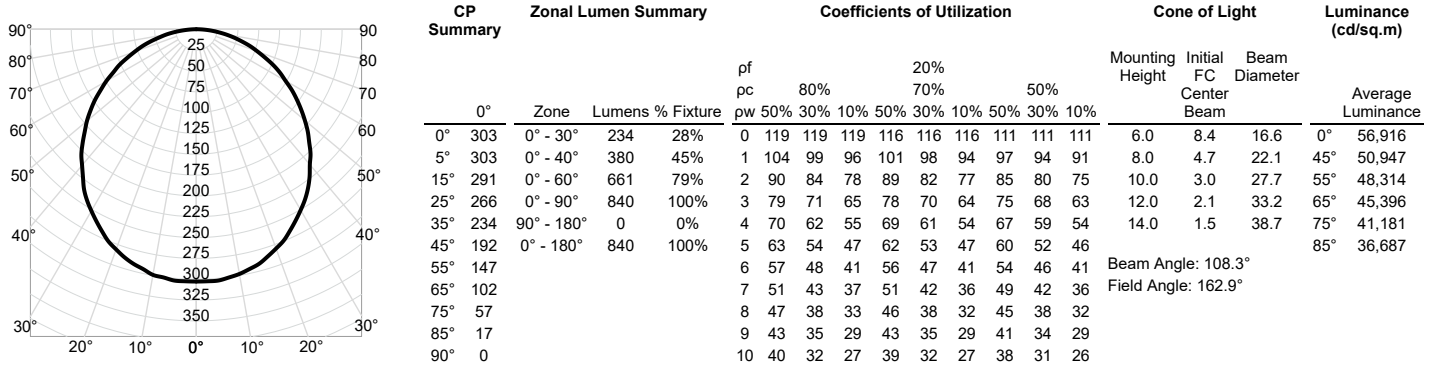 90° 90
80° 80
70° 70
60° 60
50° 50°
40° 40°
30° 30°
20° 10° 0° 10° 20°
25
50
75
100
125
150
175
200
225
250
275
300
325
350
CP Summary
0°
0° 303
5° 303
15° 291
25° 266
35° 234
45° 192
55° 147
65° 102
75° 57
85° 17
90° 0
Zonal Lumen Summary
Zone Lumens % Fixture
0° - 30° 234 28%
0° - 40° 380 45%
0° - 60° 661 79%
0° - 90° 840 100%
90° - 180° 0 0%
0° - 180° 840 100%
Coefficients of Utilization
ρf 20%
ρc 80% 70% 50%
ρw 50% 30% 10% 50% 30% 10% 50% 30% 10%
0 119 119 119 116 116 116 111 111 111
1 104 99 96 101 98 94 97 94 91
2 90 84 78 89 82 77 85 80 75
3 79 71 65 78 70 64 75 68 63
4 70 62 55 69 61 54 67 59 54
5 63 54 47 62 53 47 60 52 46
6 57 48 41 56 47 41 54 46 41
7 51 43 37 51 42 36 49 42 36
8 47 38 33 46 38 32 45 38 32
9 43 35 29 43 35 29 41 34 29
10 40 32 27 39 32 27 38 31 26
Cone of Light
Mounting Height Initial FC Center Beam Beam Diameter
6.0 8.4 16.6
8.0 4.7 22.1
10.0 3.0 27.7
12.0 2.1 33.2
14.0 1.5 38.7
Beam Angle: 108.3°
Field Angle: 162.9°
Luminance
(cd/sq.m)
Average
Luminance
0° 56,916
45° 50,947
55° 48,314
65° 45,396
75° 41,181
85° 36,687